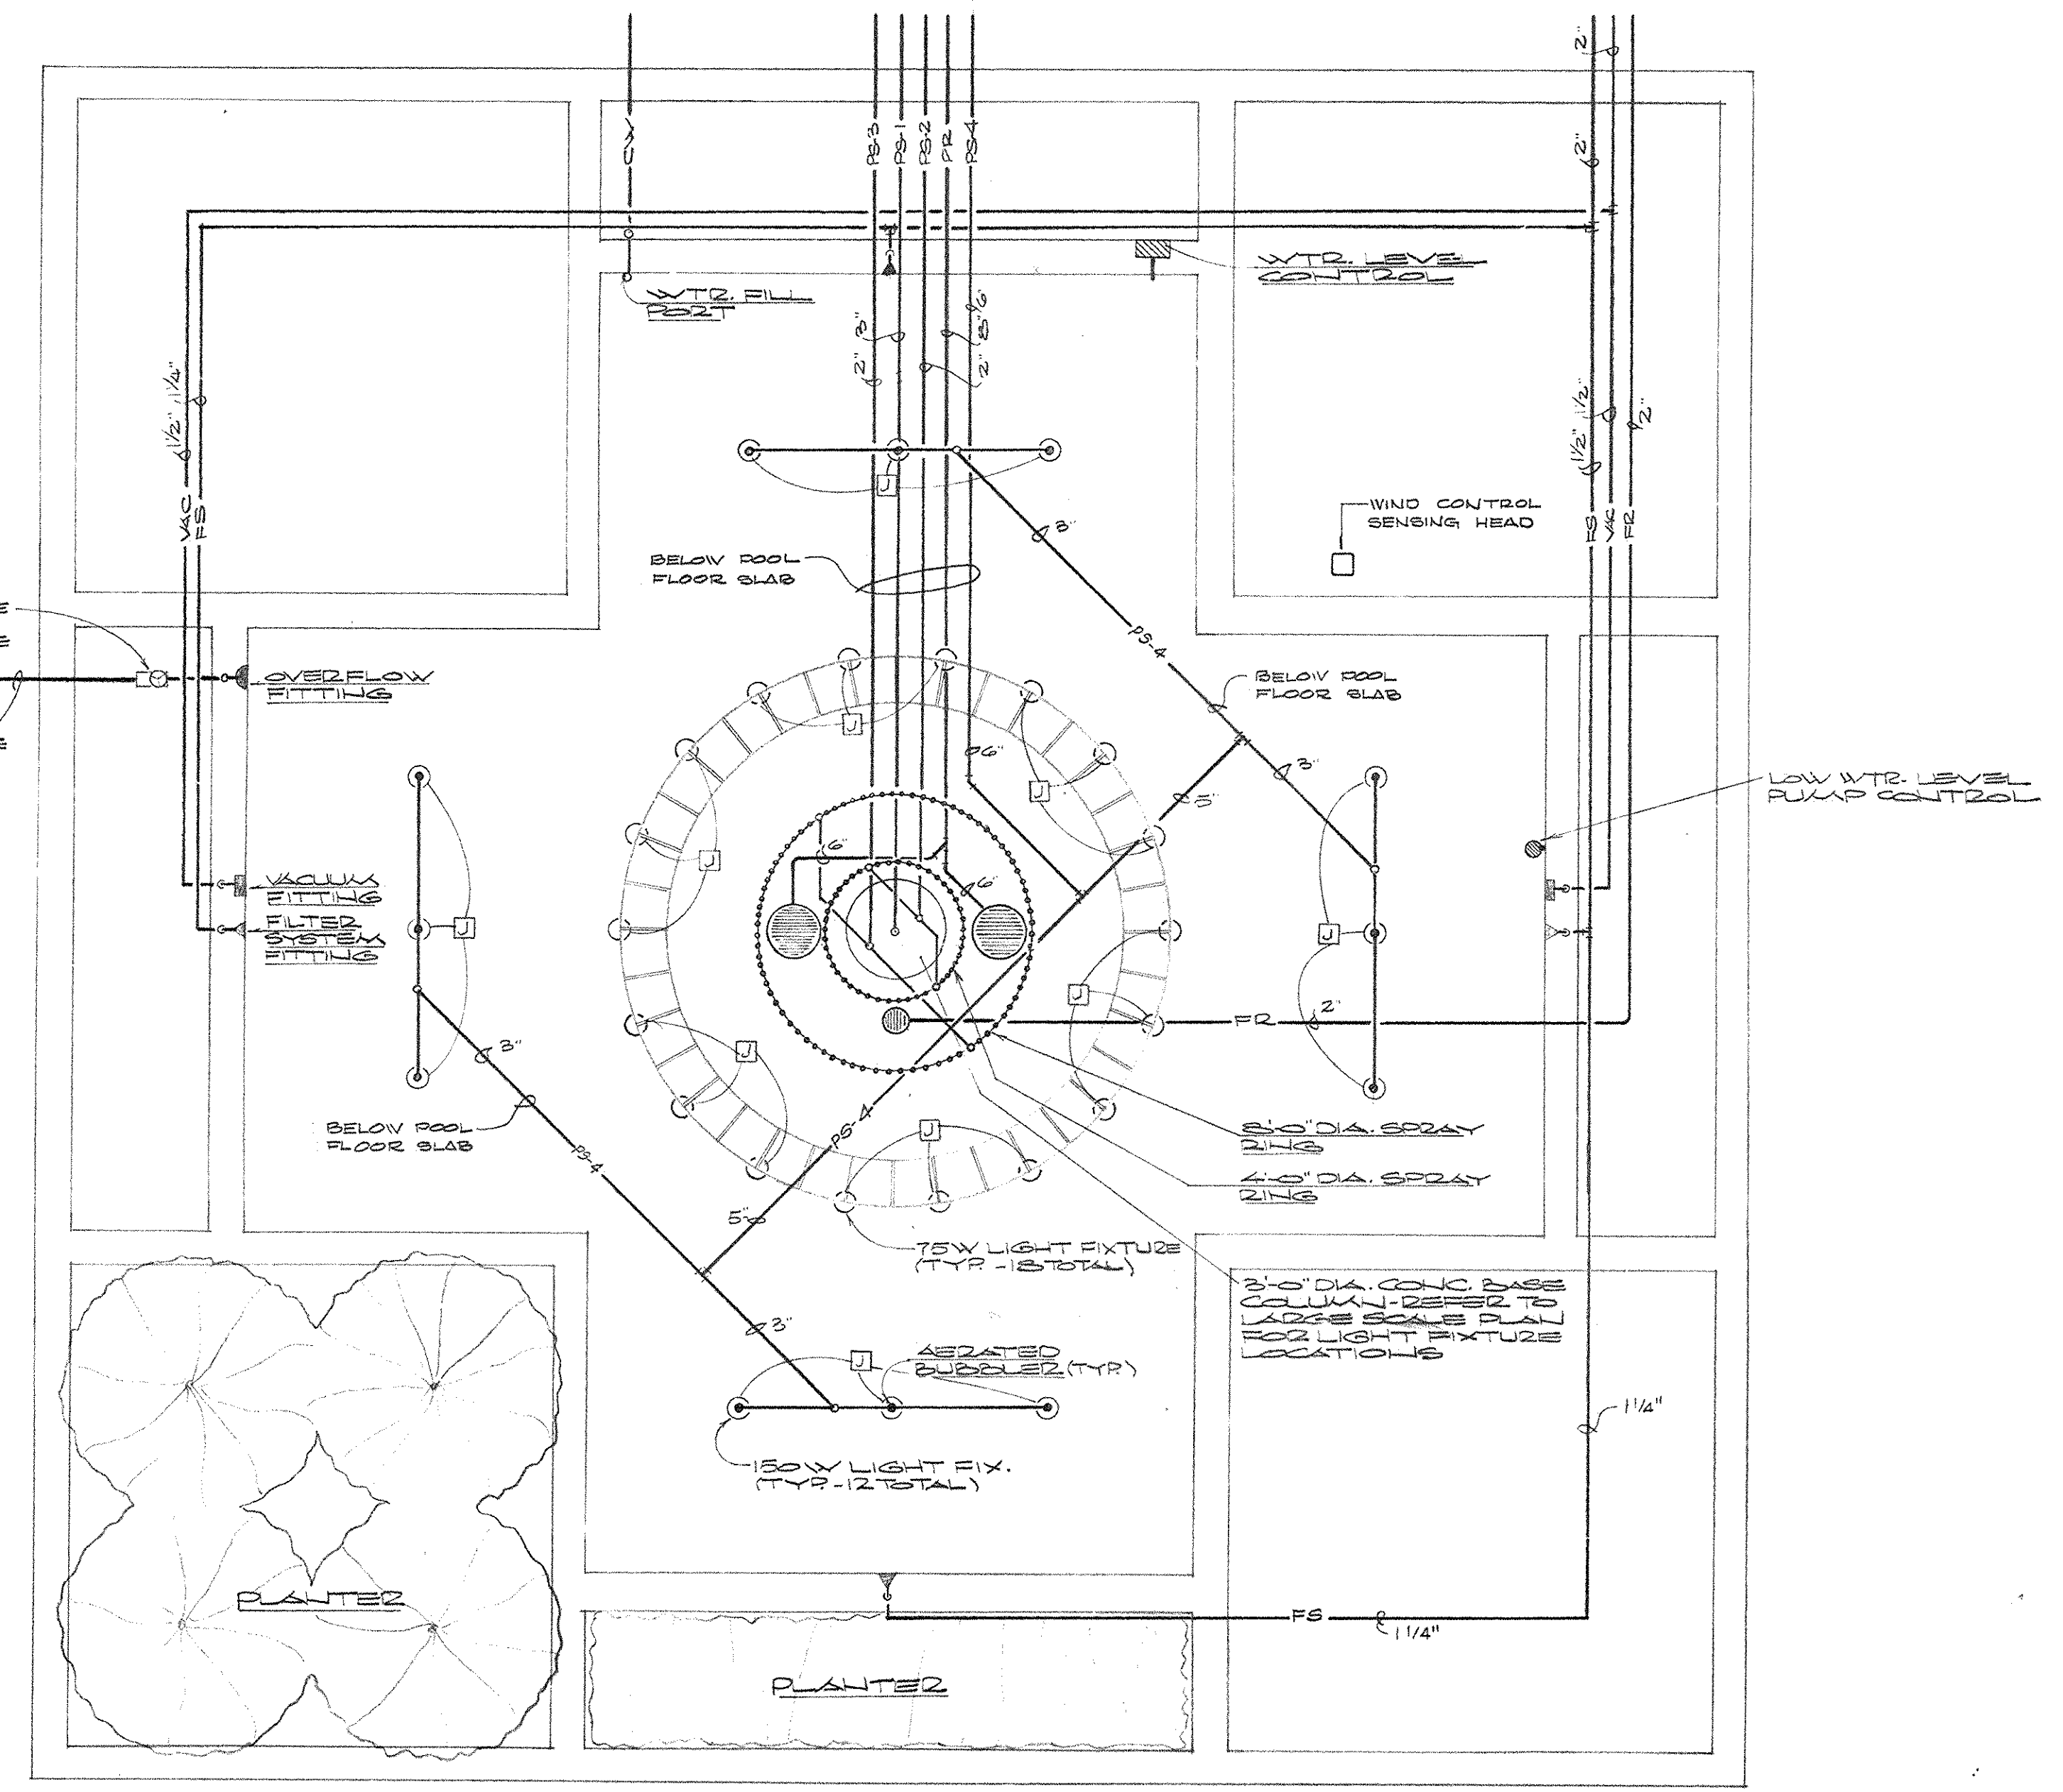 2"
CW
PS-3
PS-1
PS-2
PR
PS-4
2"
WTR. LEVEL
CONTROL
WTR. FILL
PORT
2"
3"
8"
6"
2"
1 1/2"
1 1/4"
1 1/2"
1 1/2"
2"
VAC
FS
WIND CONTROL
SENSING HEAD
FS
VAC
FR
J
3"
BELOW POOL
FLOOR SLAB
PS-4
OVERFLOW
FITTING
BELOW POOL
FLOOR SLAB
J
6"
3"
5"
J
LOW WTR. LEVEL
PUMP CONTROL
6"
J
6"
VACUUM
FITTING
FILTER
SYSTEM
FITTING
J
J
J
FR
2"
3"
J
PS-4
BELOW POOL
FLOOR SLAB
PS-4
J
8'-0" DIA. SPRAY
RING
4'-0" DIA. SPRAY
RING
5"
75W LIGHT FIXTURE
(TYP. - 18 TOTAL)
3'-0" DIA. CONC. BASE
COLUMN - REFER TO
LARGE SCALE PLAN
FOR LIGHT FIXTURE
LOCATIONS
3"
J
AERATED
BUBBLER (TYP.)
1 1/4"
150W LIGHT FIX.
(TYP. - 12 TOTAL)
PLANTER
FS
1 1/4"
PLANTER